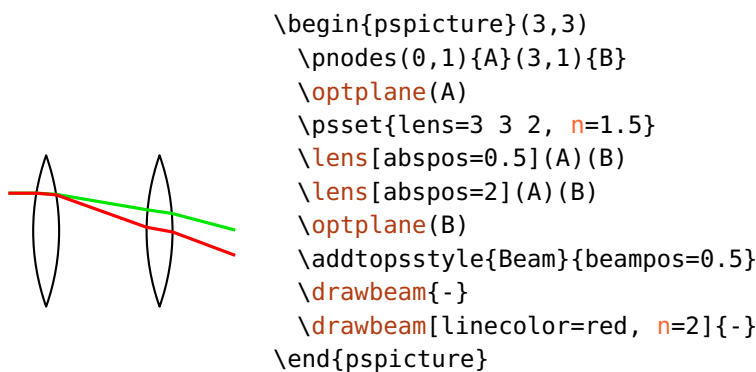 \begin{pspicture}(3,3)
  \pnodes(0,1){A}(3,1){B}
  \optplane(A)
  \psset{lens=3 3 2, n=1.5}
  \lens[abspos=0.5](A)(B)
  \lens[abspos=2](A)(B)
  \optplane(B)
  \addtopsstyle{Beam}{beampos=0.5}
  \drawbeam{-}
  \drawbeam[linecolor=red, n=2]{-}
\end{pspicture}